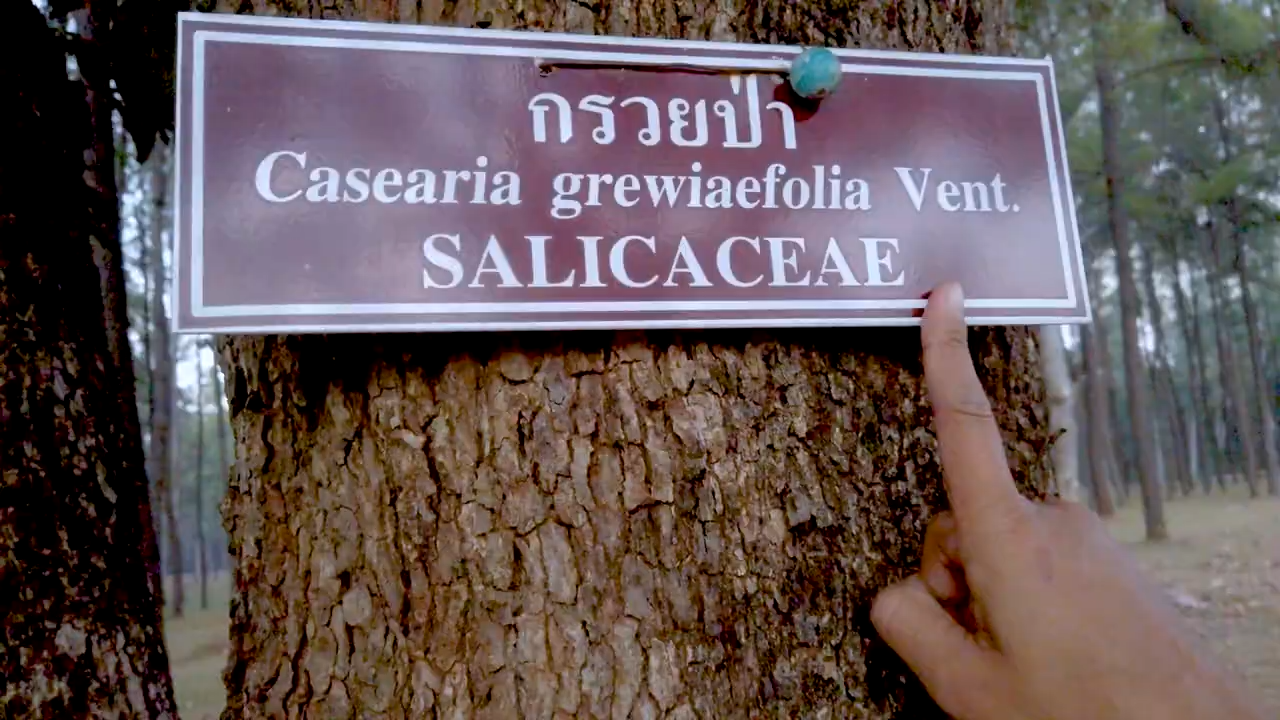 กรวยป่า
Casearia grewiaefolia Vent.
SALICACEAE